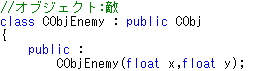 //オブジェクト:敵
class CObjEnemy : public CObj
{
public :
CObjEnemy(float x,float y);